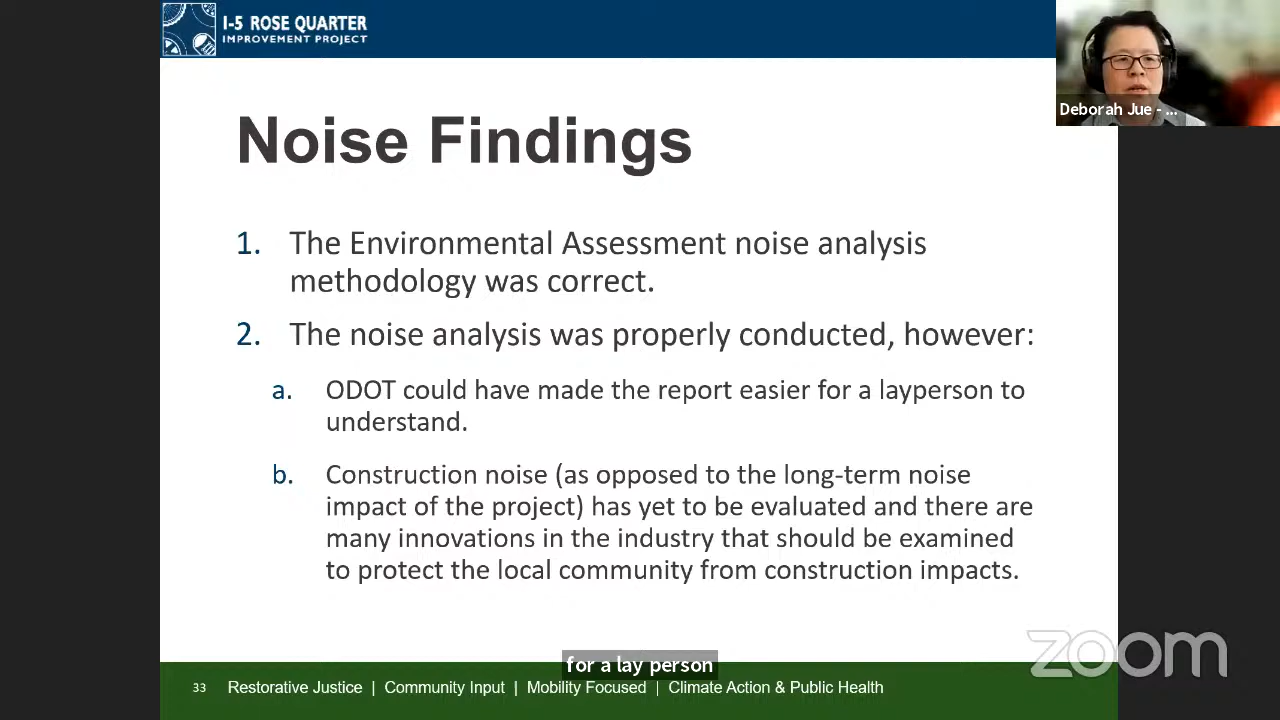 I-5 ROSE QUARTER
IMPROVEMENT PROJECT
Deborah Jue - ...
Noise Findings
1. The Environmental Assessment noise analysis
methodology was correct.
2. The noise analysis was properly conducted, however:
a. ODOT could have made the report easier for a layperson to
understand.
b. Construction noise (as opposed to the long-term noise
impact of the project) has yet to be evaluated and there are
many innovations in the industry that should be examined
to protect the local community from construction impacts.
zoom
for a lay person
33 Restorative Justice | Community Input | Mobility Focused | Climate Action & Public Health